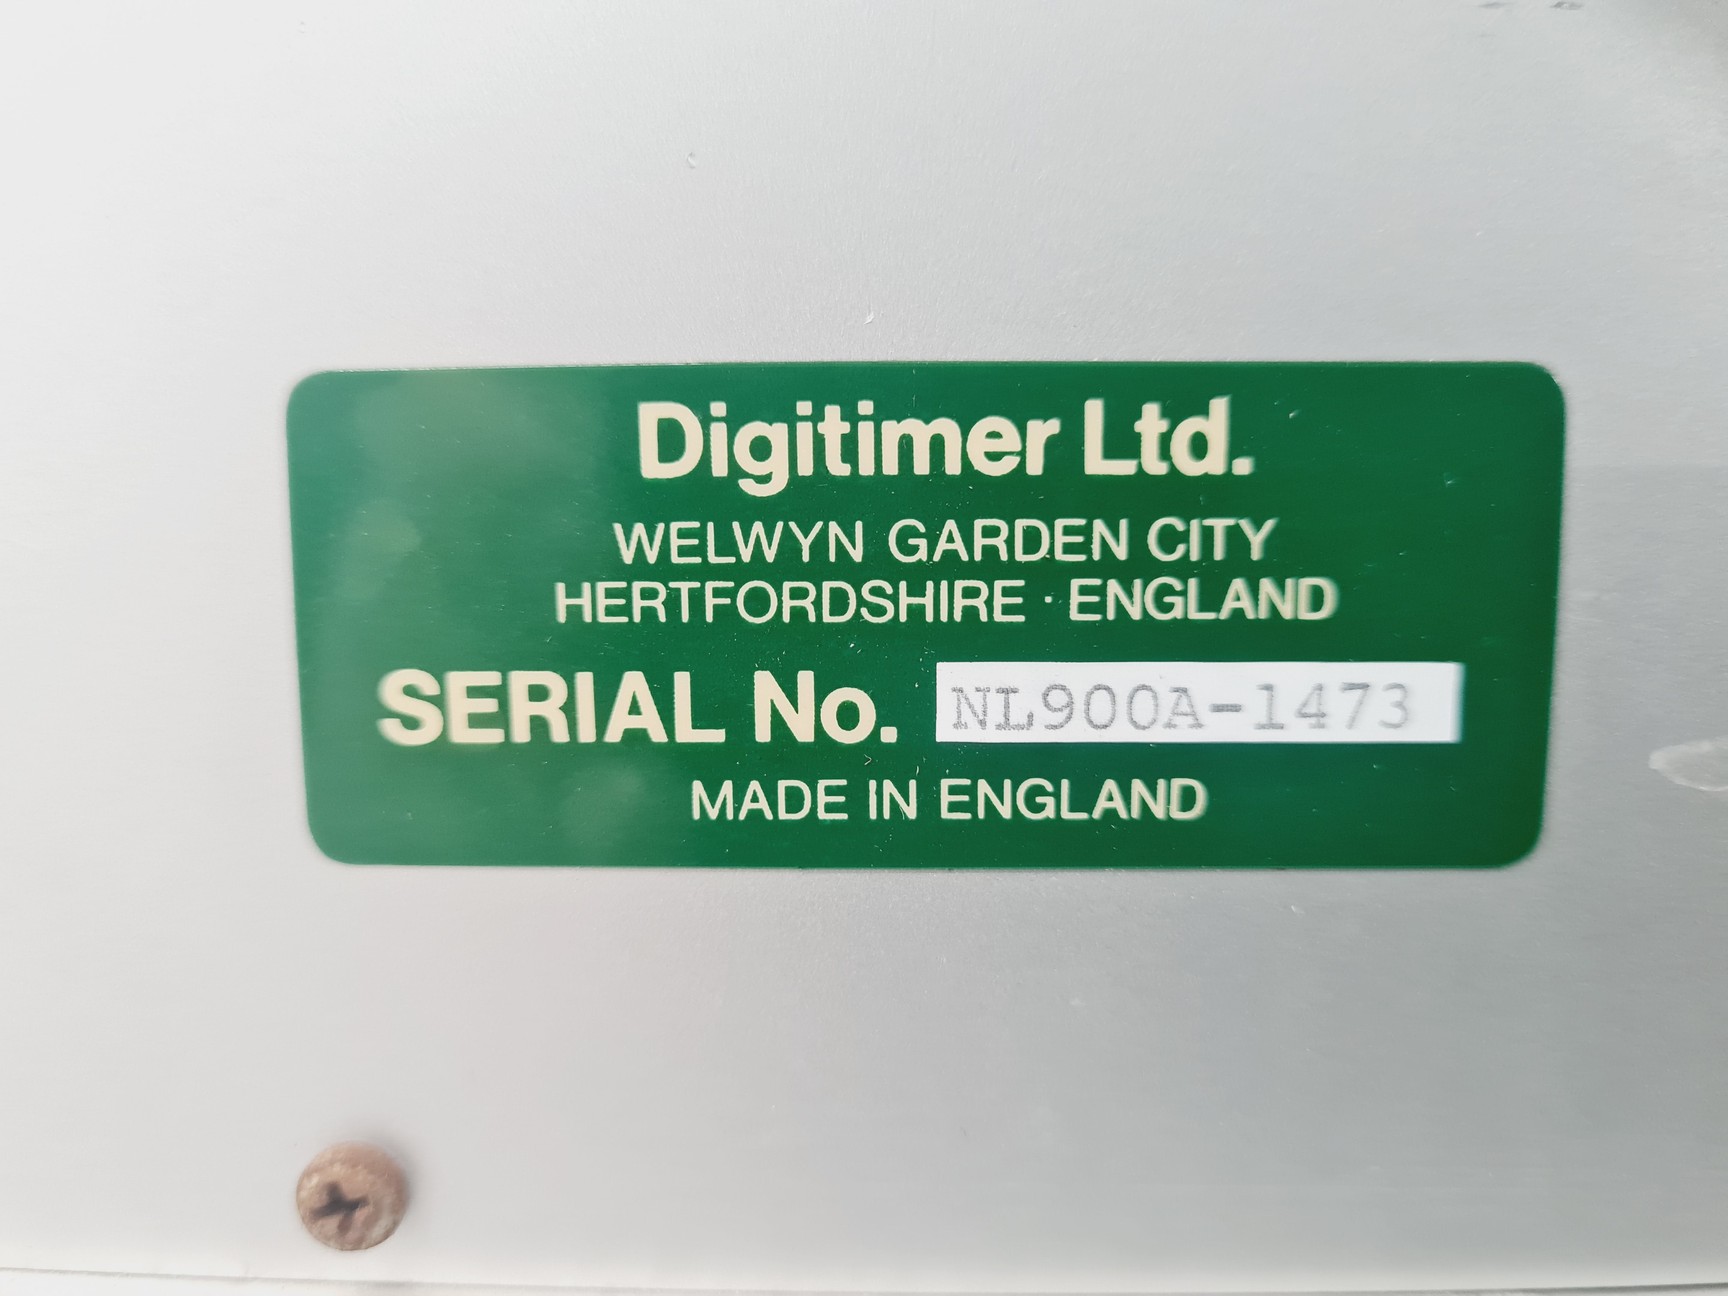 Digitimer Ltd.
WELWYN GARDEN CITY
HERTFORDSHIRE · ENGLAND
SERIAL No. NL900A-1473
MADE IN ENGLAND